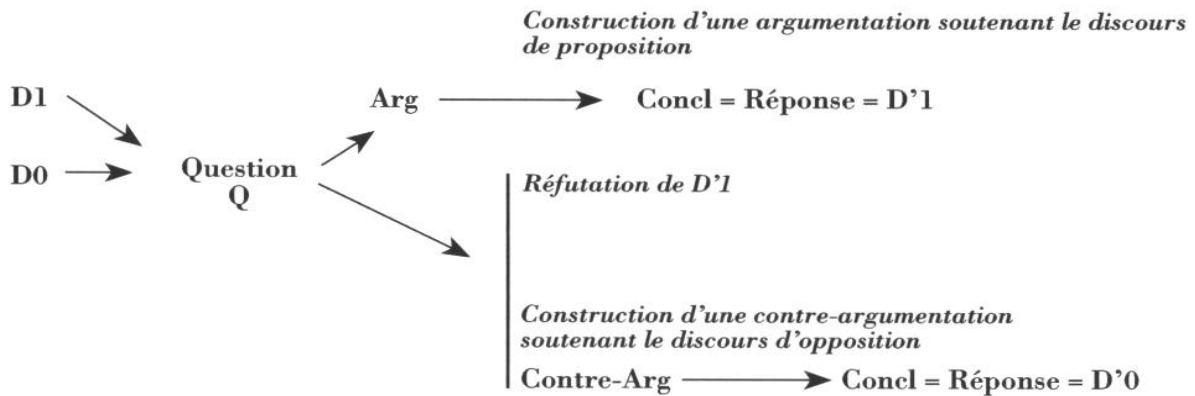 Construction d'une argumentation soutenant le discours
de proposition
D1
Arg
Concl = Réponse = D'1
D0
Question
Q
Réfutation de D'1
Construction d'une contre-argumentation
soutenant le discours d'opposition
Contre-Arg
Concl = Réponse = D'0